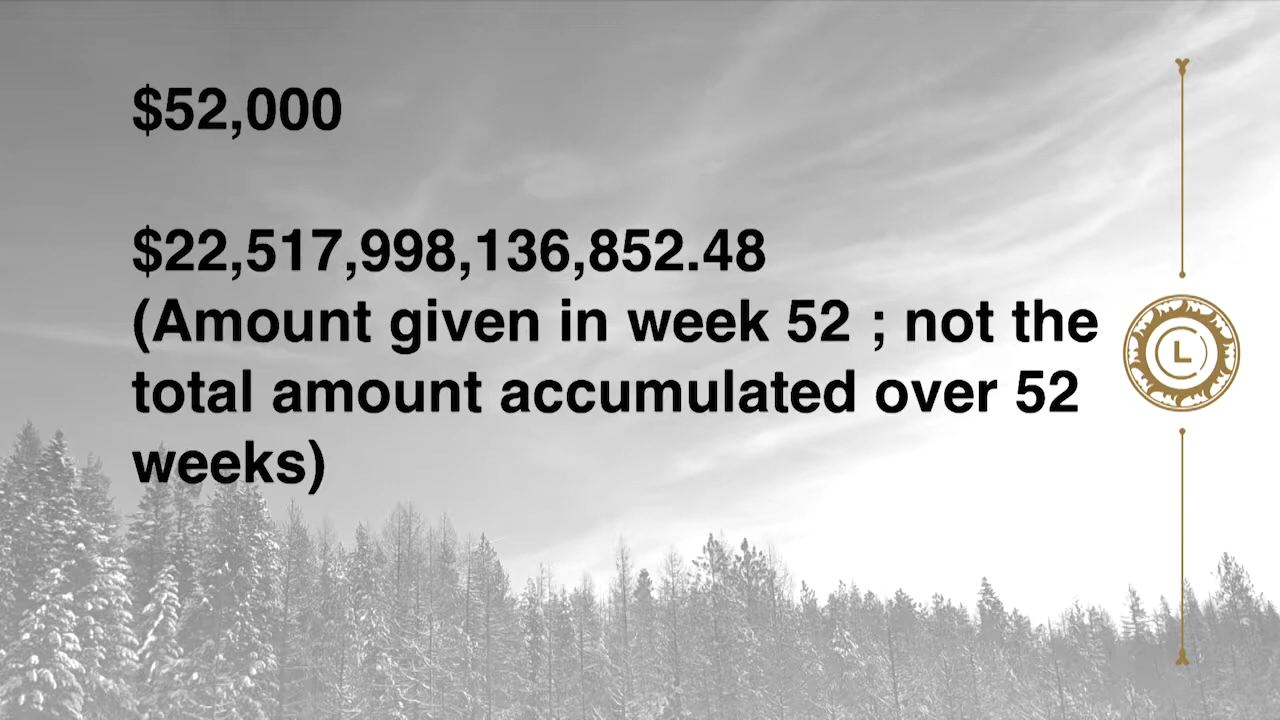 $52,000
$22,517,998,136,852.48
(Amount given in week 52 ; not the
total amount accumulated over 52
weeks)
L